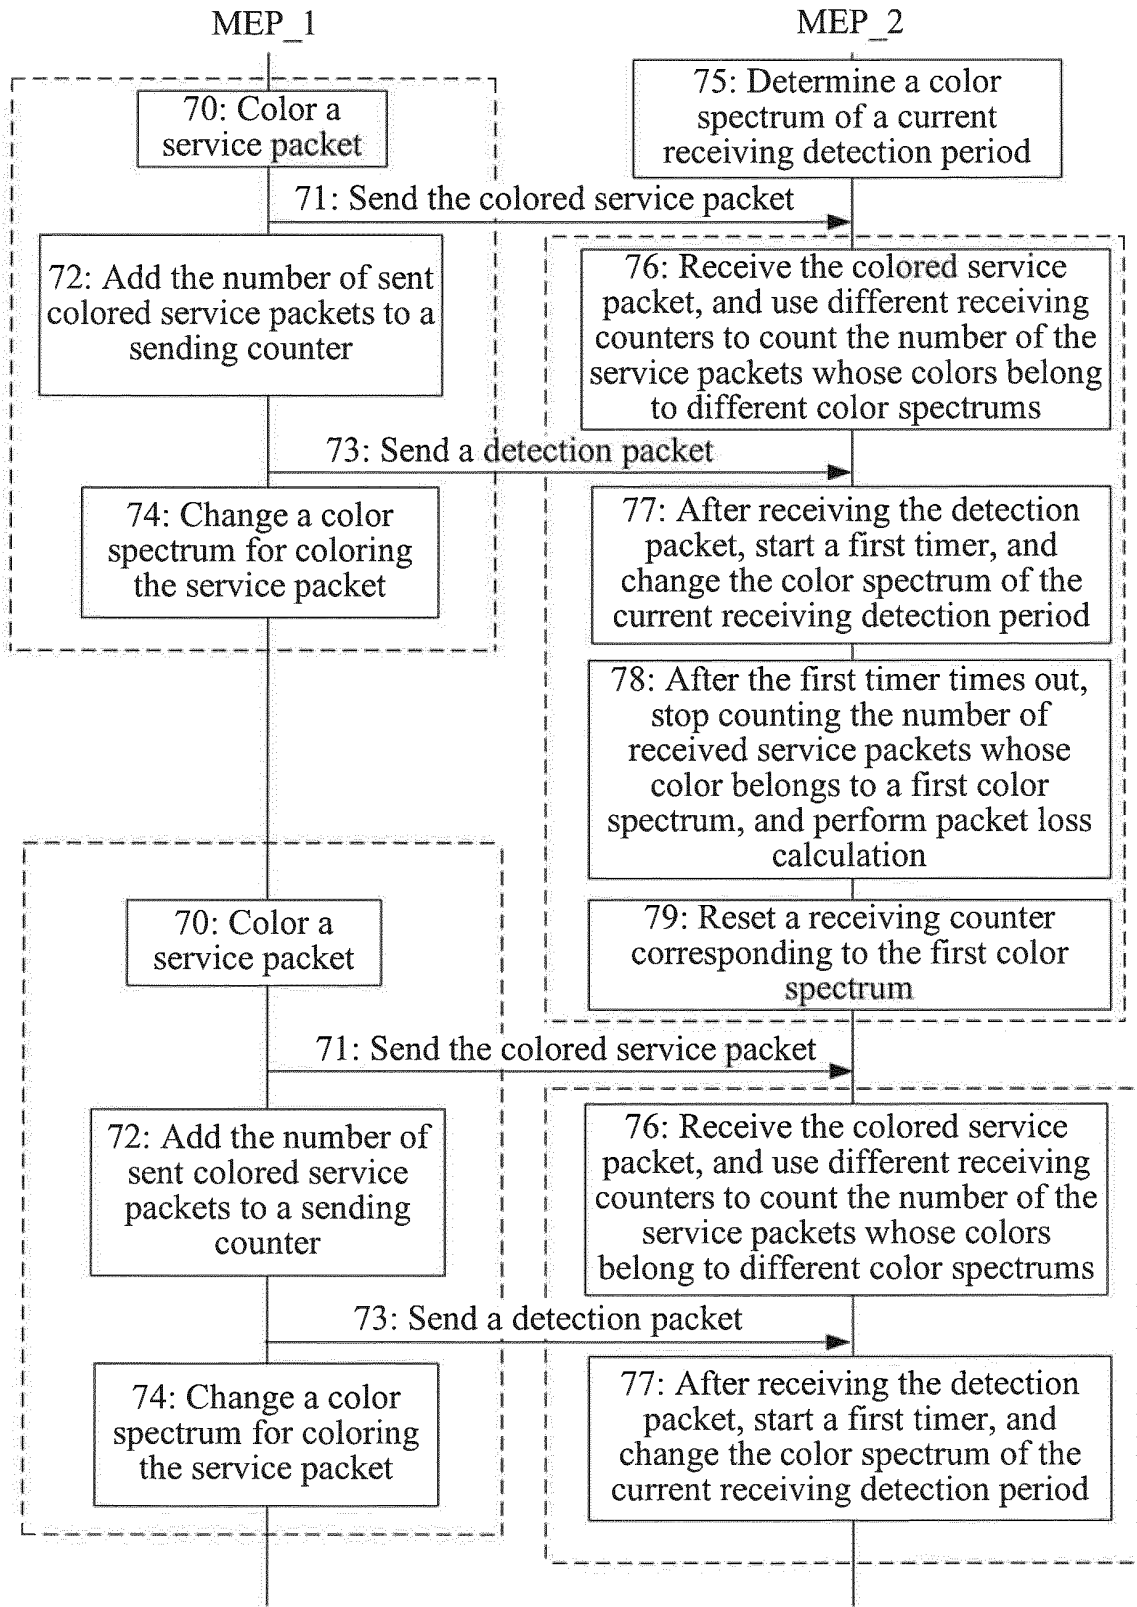 MEP_1
MEP_2
70: Color a
service packet
75: Determine a color
spectrum of a current
receiving detection period
71: Send the colored service packet
72: Add the number of sent
colored service packets to a
sending counter
76: Receive the colored service
packet, and use different receiving
counters to count the number of the
service packets whose colors belong
to different color spectrums
73: Send a detection packet
74: Change a color
spectrum for coloring
the service packet
77: After receiving the detection
packet, start a first timer, and
change the color spectrum of the
current receiving detection period
78: After the first timer times out,
stop counting the number of
received service packets whose
color belongs to a first color
spectrum, and perform packet loss
calculation
70: Color a
service packet
79: Reset a receiving counter
corresponding to the first color
spectrum
71: Send the colored service packet
72: Add the number of
sent colored service
packets to a sending
counter
76: Receive the colored service
packet, and use different receiving
counters to count the number of the
service packets whose colors
belong to different color spectrums
73: Send a detection packet
74: Change a color
spectrum for coloring
the service packet
77: After receiving the detection
packet, start a first timer, and
change the color spectrum of the
current receiving detection period